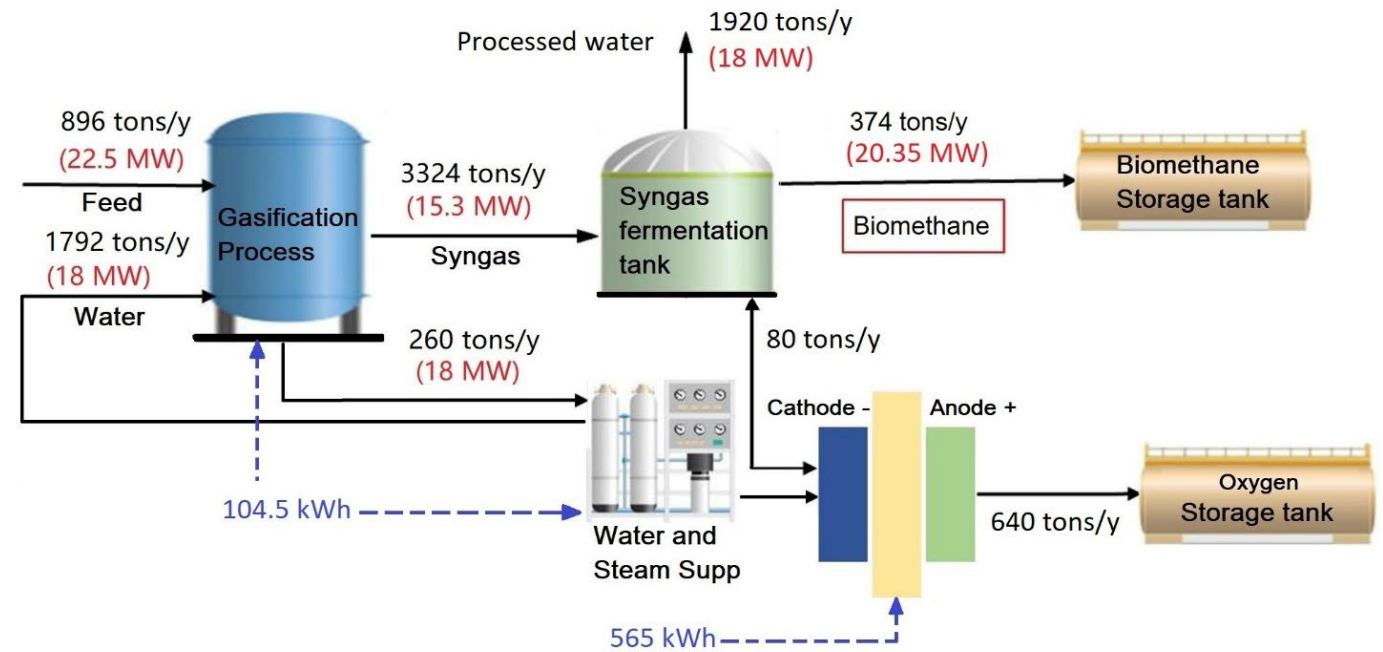 Processed water
1920 tons/y
(18 MW)
896 tons/y
(22.5 MW)
Feed
1792 tons/y
(18 MW)
Water
Gasification
Process
3324 tons/y
(15.3 MW)
Syngas
Syngas
fermentation
tank
374 tons/y
(20.35 MW)
Biomethane
Biomethane
Storage tank
260 tons/y
(18 MW)
80 tons/y
Cathode -
Anode +
104.5 kWh
Water and
Steam Supp
640 tons/y
Oxygen
Storage tank
565 kWh